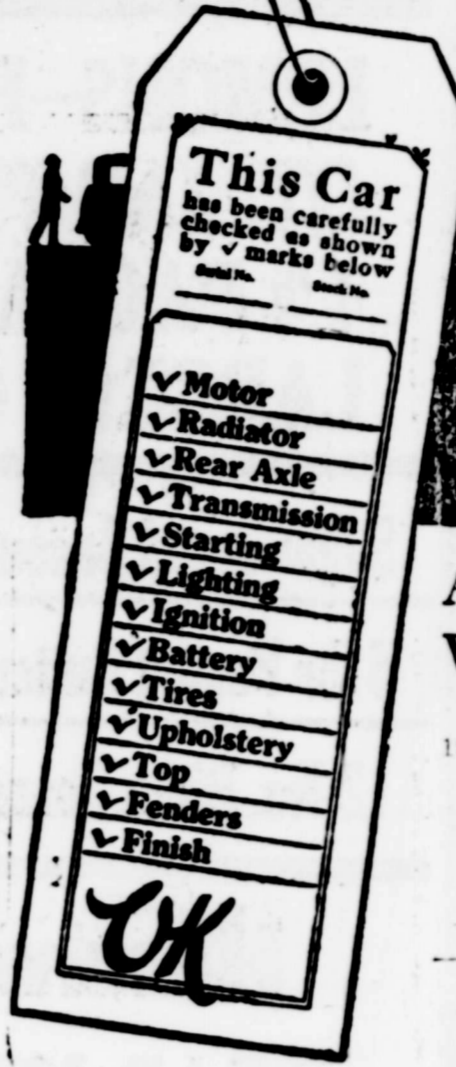 This Car
has been carefully
checked as shown
by ✓ marks below
Serial No. Stock No.
✓ Motor
✓ Radiator
✓ Rear Axle
✓ Transmission
✓ Starting
✓ Lighting
✓ Ignition
✓ Battery
✓ Tires
✓ Upholstery
✓ Top
✓ Fenders
✓ Finish
OK